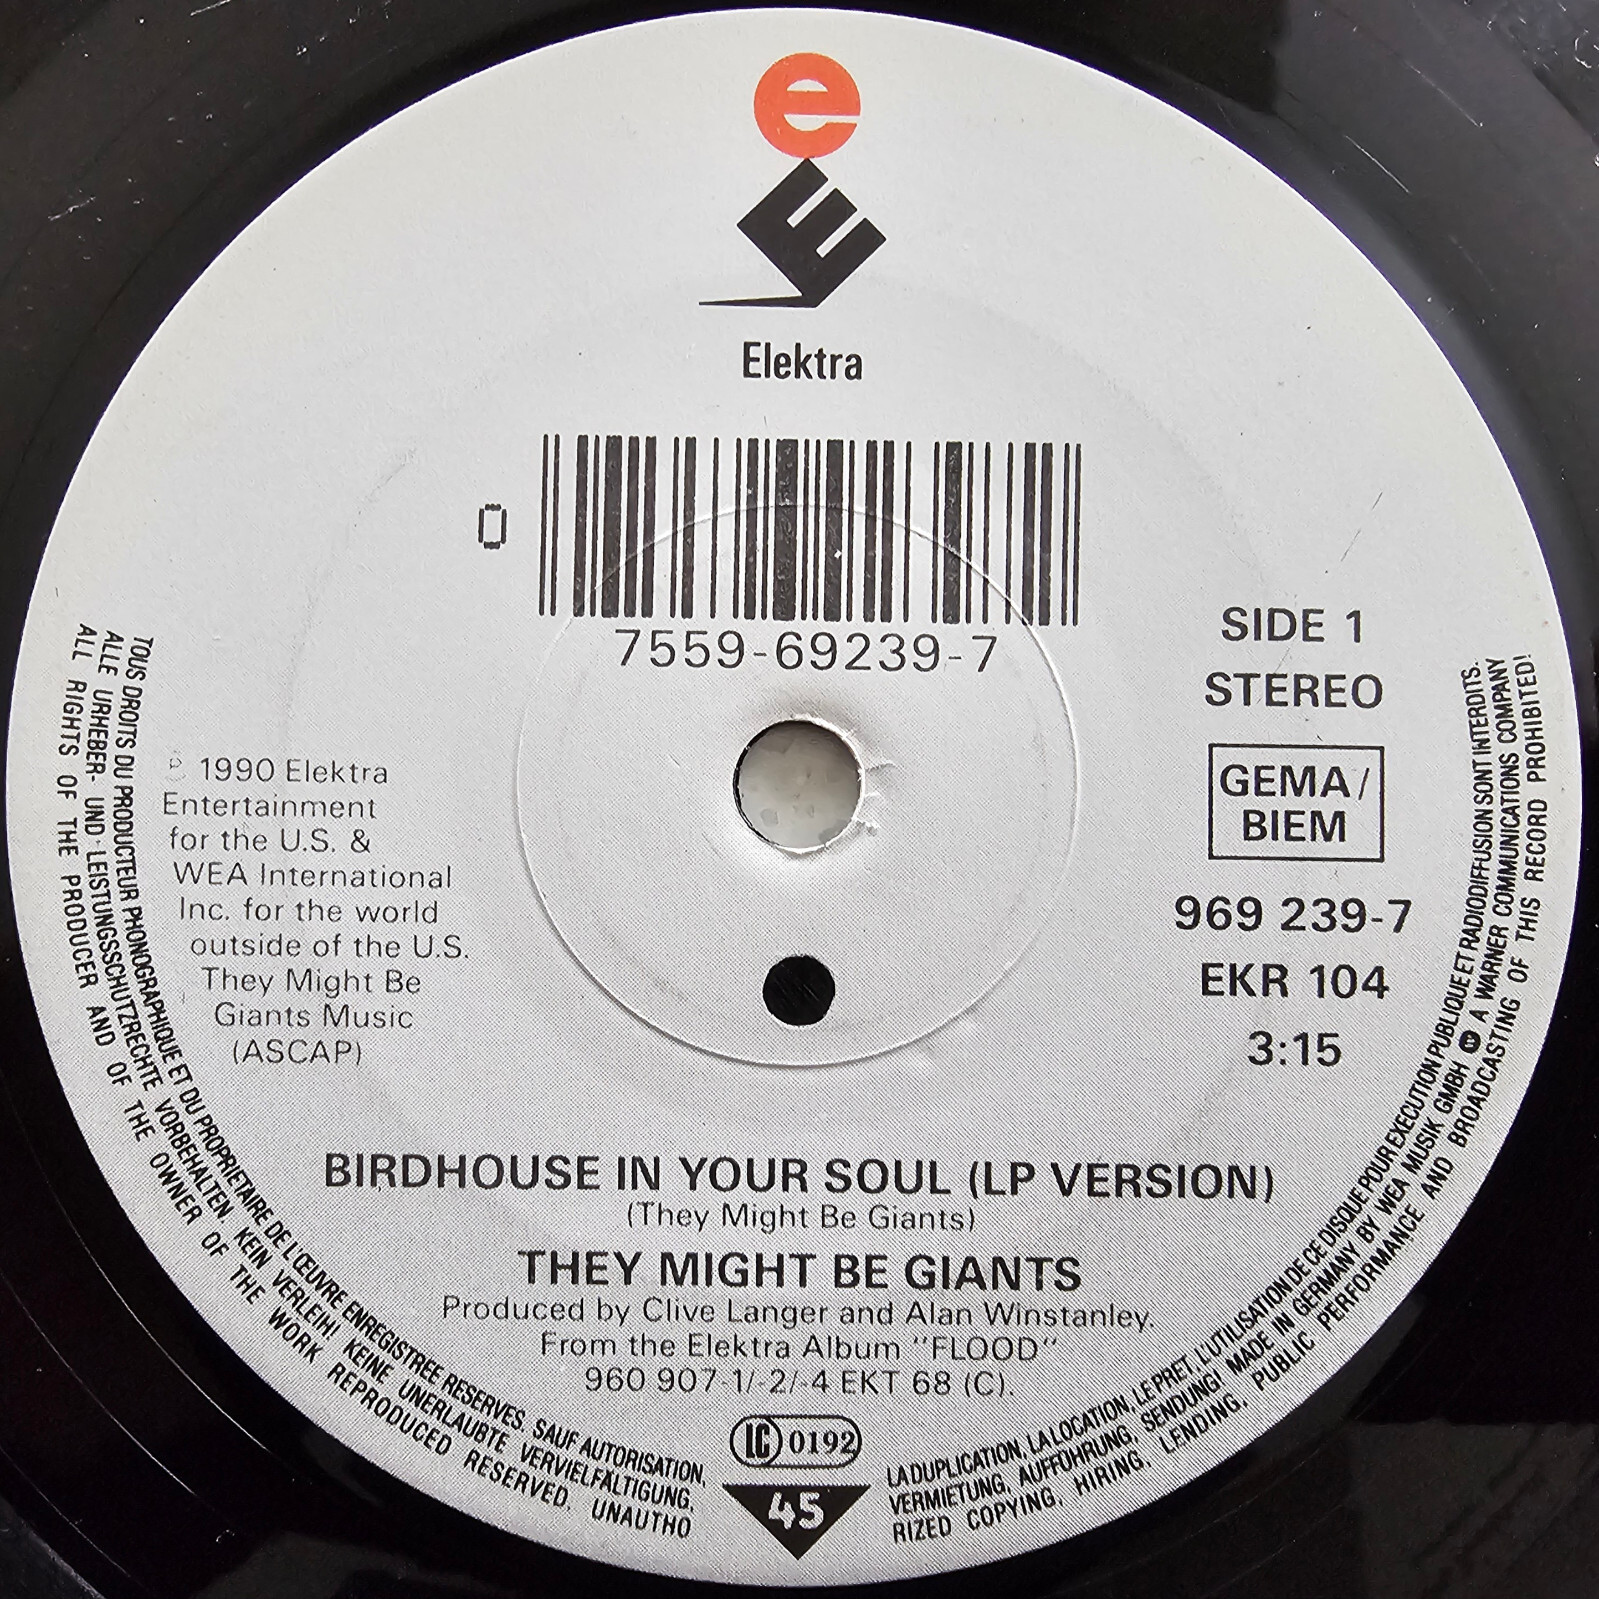 e
E
Elektra
0
7559-69239-7
SIDE 1
STEREO
GEMA/
BIEM
969 239-7
EKR 104
3:15
℗ 1990 Elektra
Entertainment
for the U.S. &
WEA International
Inc. for the world
outside of the U.S.
They Might Be
Giants Music
(ASCAP)
BIRDHOUSE IN YOUR SOUL (LP VERSION)
(They Might Be Giants)
THEY MIGHT BE GIANTS
Produced by Clive Langer and Alan Winstanley.
From the Elektra Album "FLOOD"
960 907-1/-2/-4 EKT 68 (C).
LC 0192
45
TOUS DROITS DU PRODUCTEUR PHONOGRAPHIQUE ET DU PROPRIETAIRE DE L'ŒUVRE ENREGISTREE RESERVES. SAUF AUTORISATION, LA DUPLICATION, LA LOCATION, LE PRET, L'UTILISATION DE CE DISQUE POUR EXECUTION PUBLIQUE ET RADIODIFFUSION SONT INTERDITS.
ALLE URHEBER- UND LEISTUNGSSCHUTZRECHTE VORBEHALTEN. KEIN VERLEIH! KEINE UNERLAUBTE VERVIELFÄLTIGUNG, VERMIETUNG, AUFFÜHRUNG, SENDUNG! MADE IN GERMANY BY WEA MUSIK GMBH W A WARNER COMMUNICATIONS COMPANY
ALL RIGHTS OF THE PRODUCER AND OF THE OWNER OF THE WORK REPRODUCED RESERVED. UNAUTHORIZED COPYING, HIRING, LENDING, PUBLIC PERFORMANCE AND BROADCASTING OF THIS RECORD PROHIBITED!